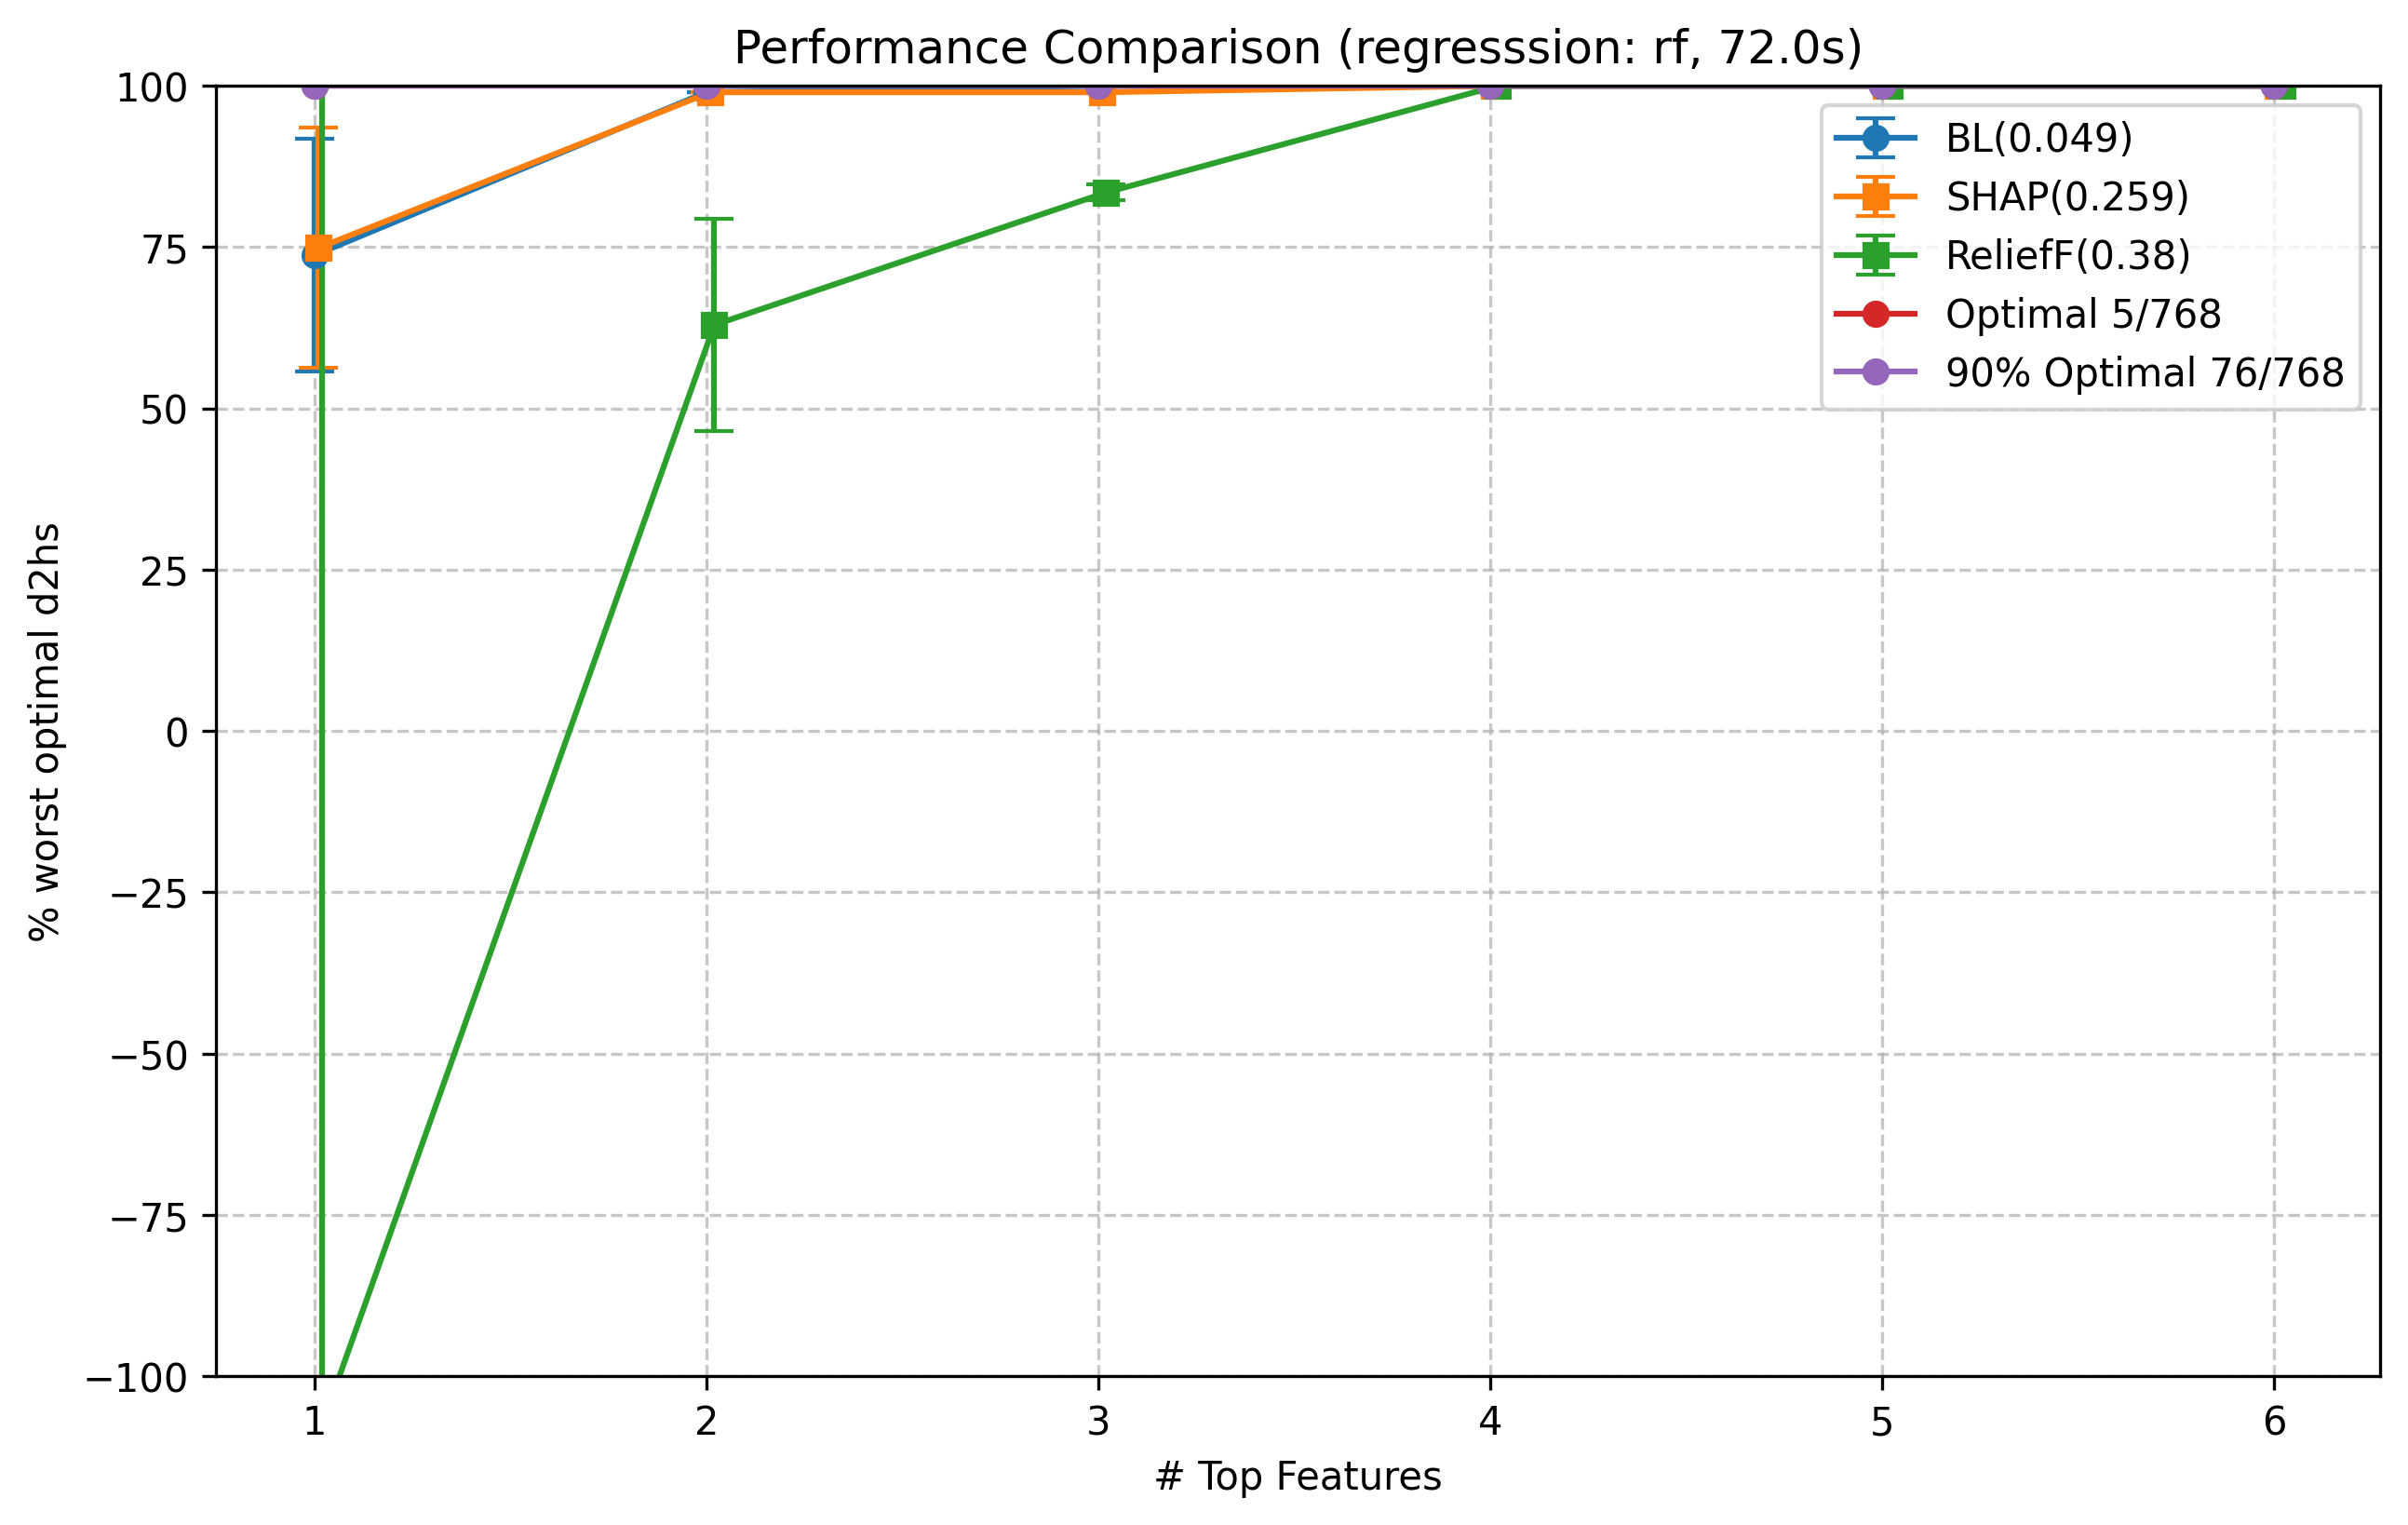 Performance Comparison (regresssion: rf, 72.0s)
% worst optimal d2hs
100
75
50
25
0
−25
−50
−75
−100
BL(0.049)
SHAP(0.259)
ReliefF(0.38)
Optimal 5/768
90% Optimal 76/768
1 2 3 4 5 6
# Top Features